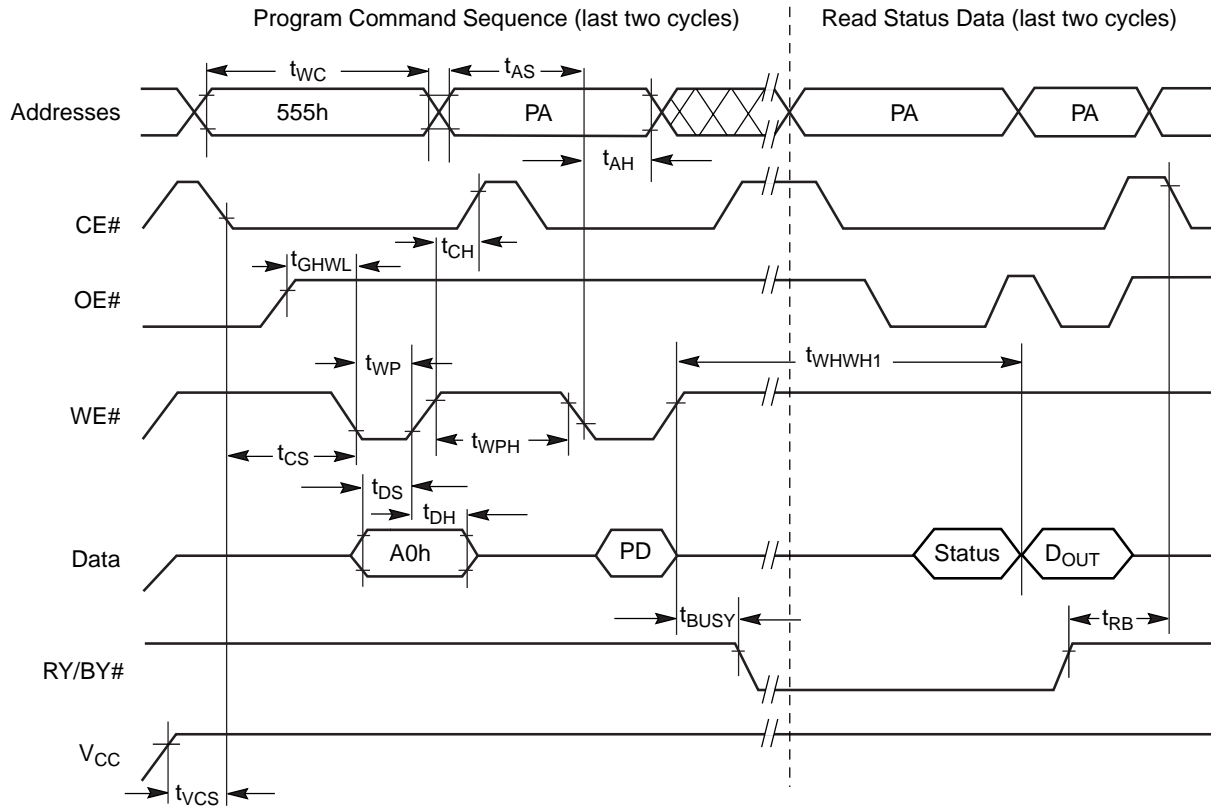 Program Command Sequence (last two cycles) Read Status Data (last two cycles)
tWC tAS
Addresses 555h PA PA PA
tAH
CE#
tCH
tGHWL
OE#
tWP tWHWH1
WE#
tCS tWPH
tDS
tDH
Data A0h PD Status DOUT
tBUSY tRB
RY/BY#
VCC
tVCS